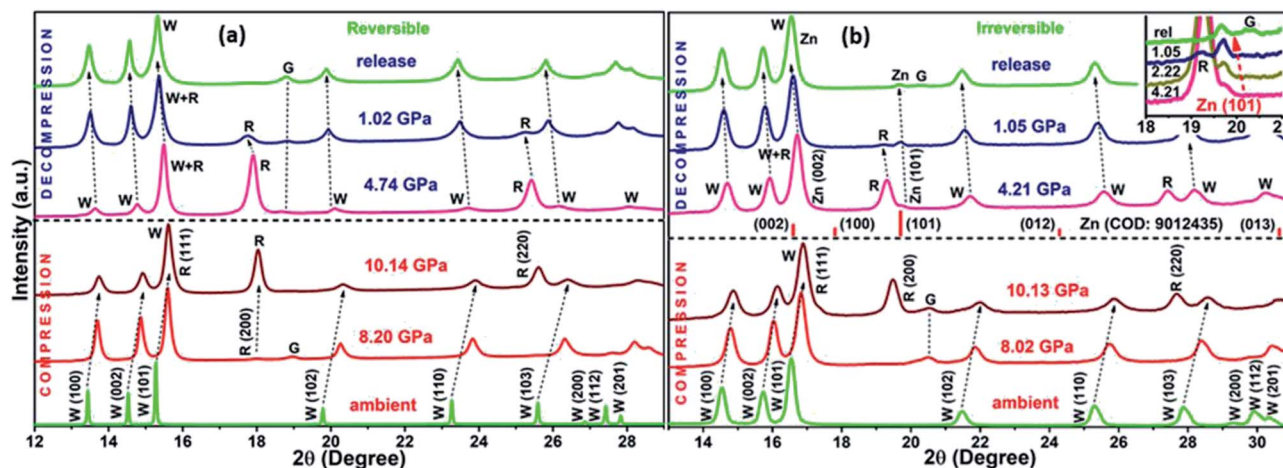 (a)
Reversible
W
release
G
W+R
1.02 GPa
R
R
W+R
R
4.74 GPa
R
W
W
W
W
W
W
DECOMPRESSION
10.14 GPa
W
R (111)
R
R (220)
8.20 GPa
R (200)
G
ambient
W (100)
W (002)
W (101)
W (102)
W (110)
W (103)
W (200)
W (112)
W (201)
COMPRESSION
Intensity (a.u.)
12 14 16 18 20 22 24 26 28
2θ (Degree)
(b)
Irreversible
W
Zn
release
Zn
G
1.05 GPa
R
W+R
4.21 GPa
W
W
Zn (002)
R
Zn (101)
W
W
R
W
W
DECOMPRESSION
(002)
(100)
(101)
(012)
Zn (COD: 9012435)
(013)
10.13 GPa
W
R (111)
R (200)
G
R (220)
8.02 GPa
ambient
W (100)
W (002)
W (101)
W (102)
W (110)
W (103)
W (200)
W (112)
W (201)
COMPRESSION
14 16 18 20 22 24 26 28 30
2θ (Degree)
rel
1.05
2.22
4.21
G
R
Zn (101)
18 19 20 21